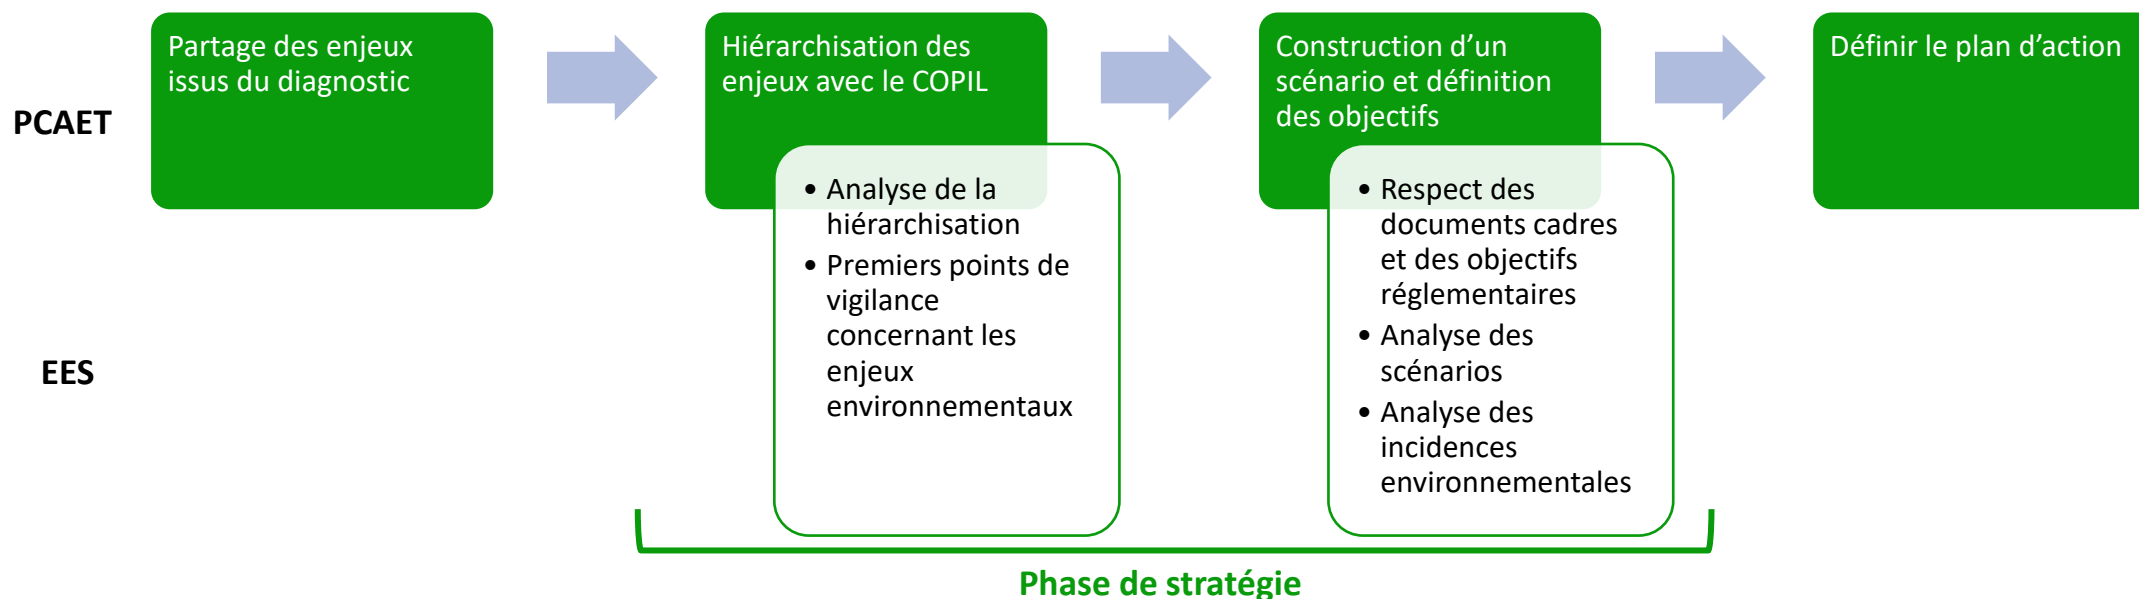 PCAET
Partage des enjeux
issus du diagnostic
Hiérarchisation des
enjeux avec le COPIL
Construction d’un
scénario et définition
des objectifs
Définir le plan d’action
EES
• Analyse de la
hiérarchisation
• Premiers points de
vigilance
concernant les
enjeux
environnementaux
• Respect des
documents cadres
et des objectifs
réglementaires
• Analyse des
scénarios
• Analyse des
incidences
environnementales
Phase de stratégie